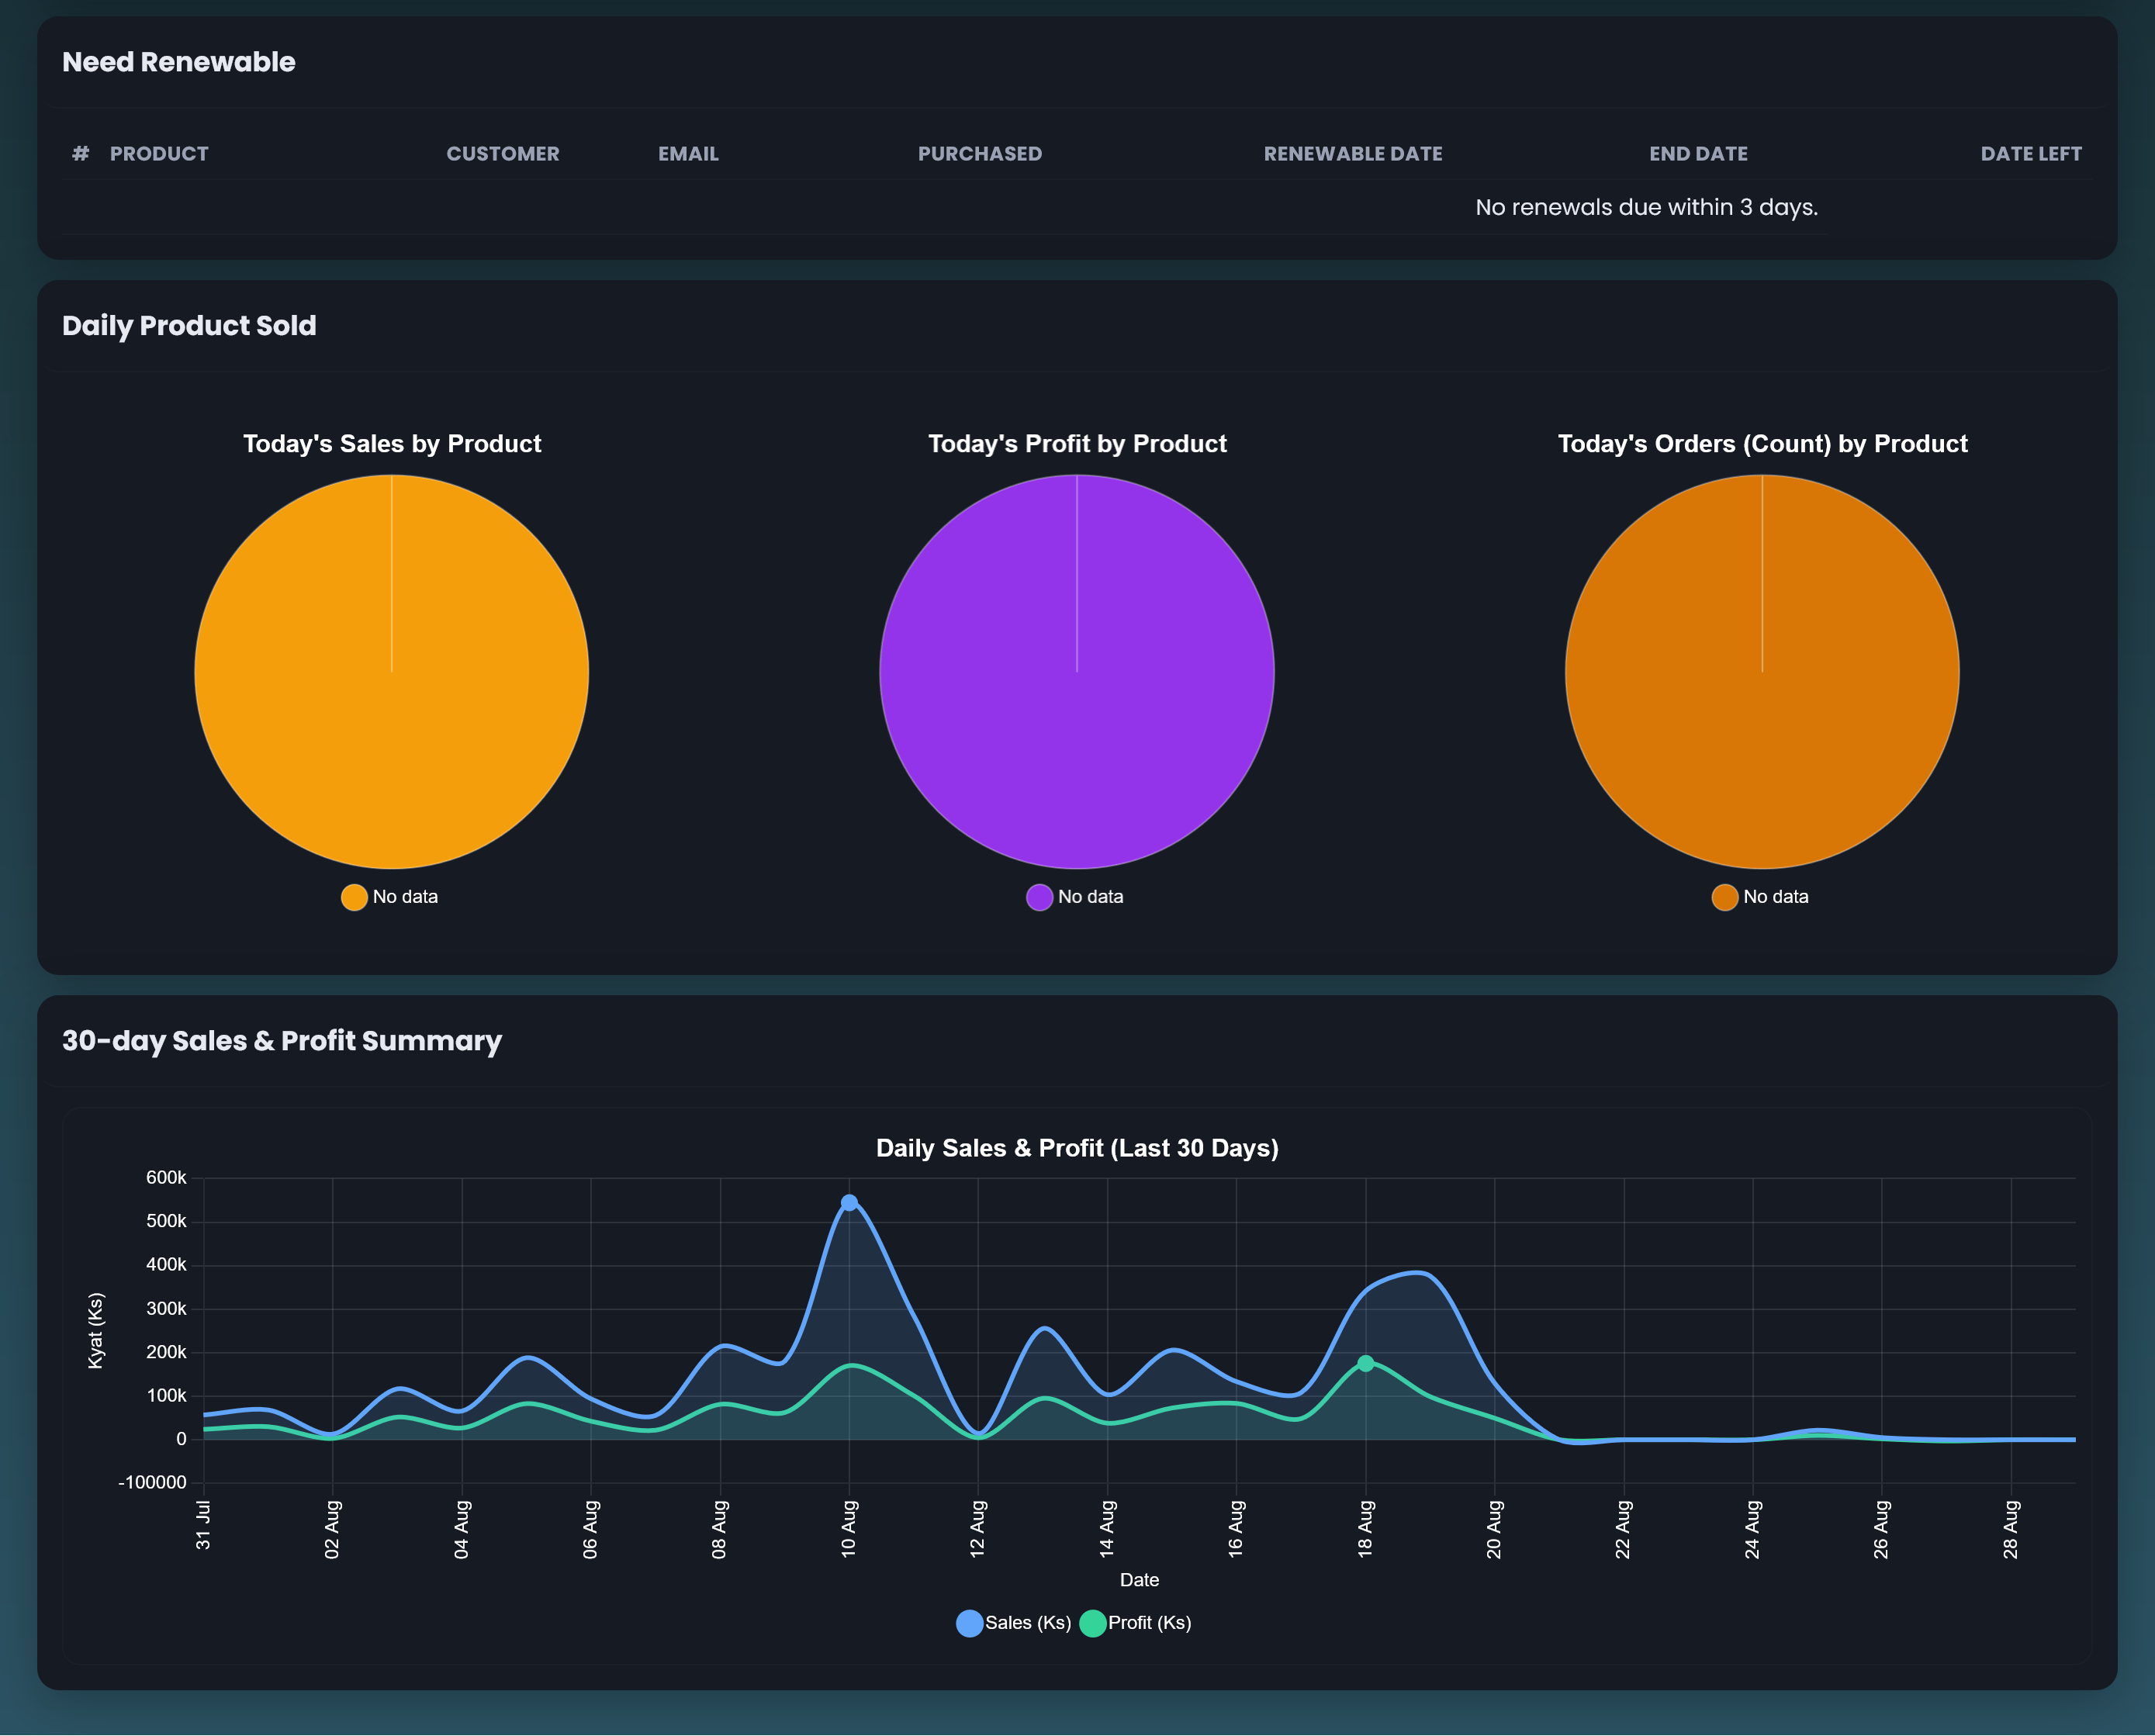 Need Renewable
# PRODUCT CUSTOMER EMAIL PURCHASED RENEWABLE DATE END DATE DATE LEFT
No renewals due within 3 days.
Daily Product Sold
Today's Sales by Product
No data
Today's Profit by Product
No data
Today's Orders (Count) by Product
No data
30-day Sales & Profit Summary
Daily Sales & Profit (Last 30 Days)
Kyat (Ks)
600k
500k
400k
300k
200k
100k
0
-100000
31 Jul
02 Aug
04 Aug
06 Aug
08 Aug
10 Aug
12 Aug
14 Aug
16 Aug
18 Aug
20 Aug
22 Aug
24 Aug
26 Aug
28 Aug
Date
Sales (Ks) Profit (Ks)